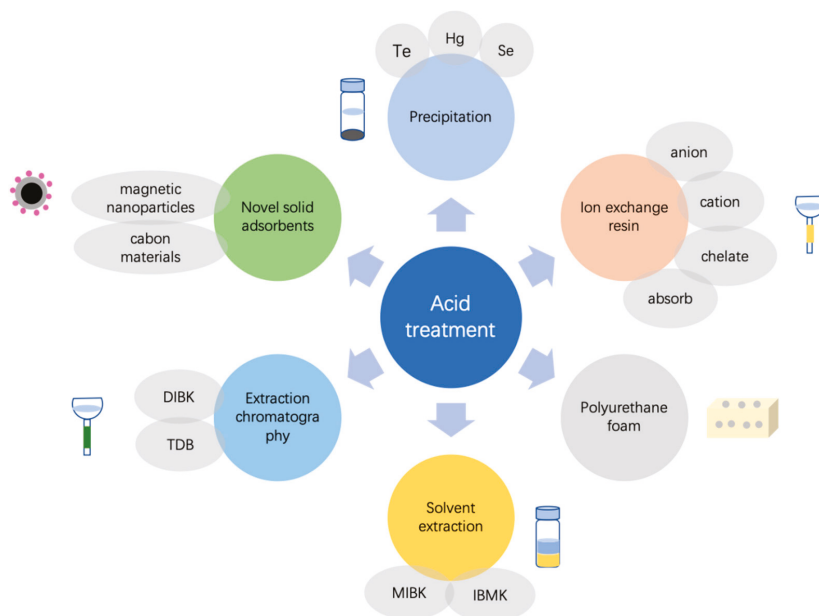 Te
Hg
Se
Precipitation
anion
cation
chelate
absorb
Ion exchange
resin
magnetic
nanoparticles
cabon
materials
Novel solid
adsorbents
Acid
treatment
DIBK
TDB
Extraction
chromatogra
phy
Polyurethane
foam
Solvent
extraction
MIBK
IBMK